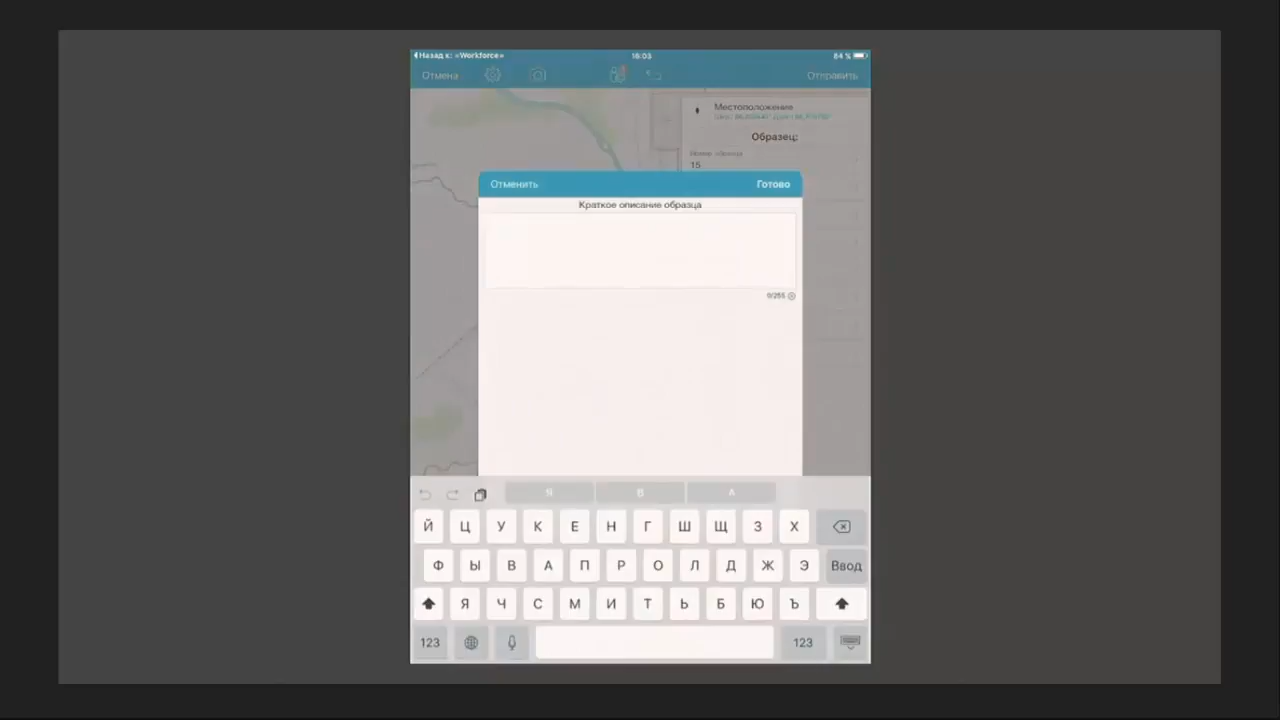 Назад к: «Workforce»
16:03
84 %
Отмена
Отправить
Местоположение
Образец:
15
Отменить
Готово
Краткое описание образца
0/255
Я
В
А
Й Ц У К Е Н Г Ш Щ З Х
Ф Ы В А П Р О Л Д Ж Э Ввод
Я Ч С М И Т Ь Б Ю Ъ
123
123